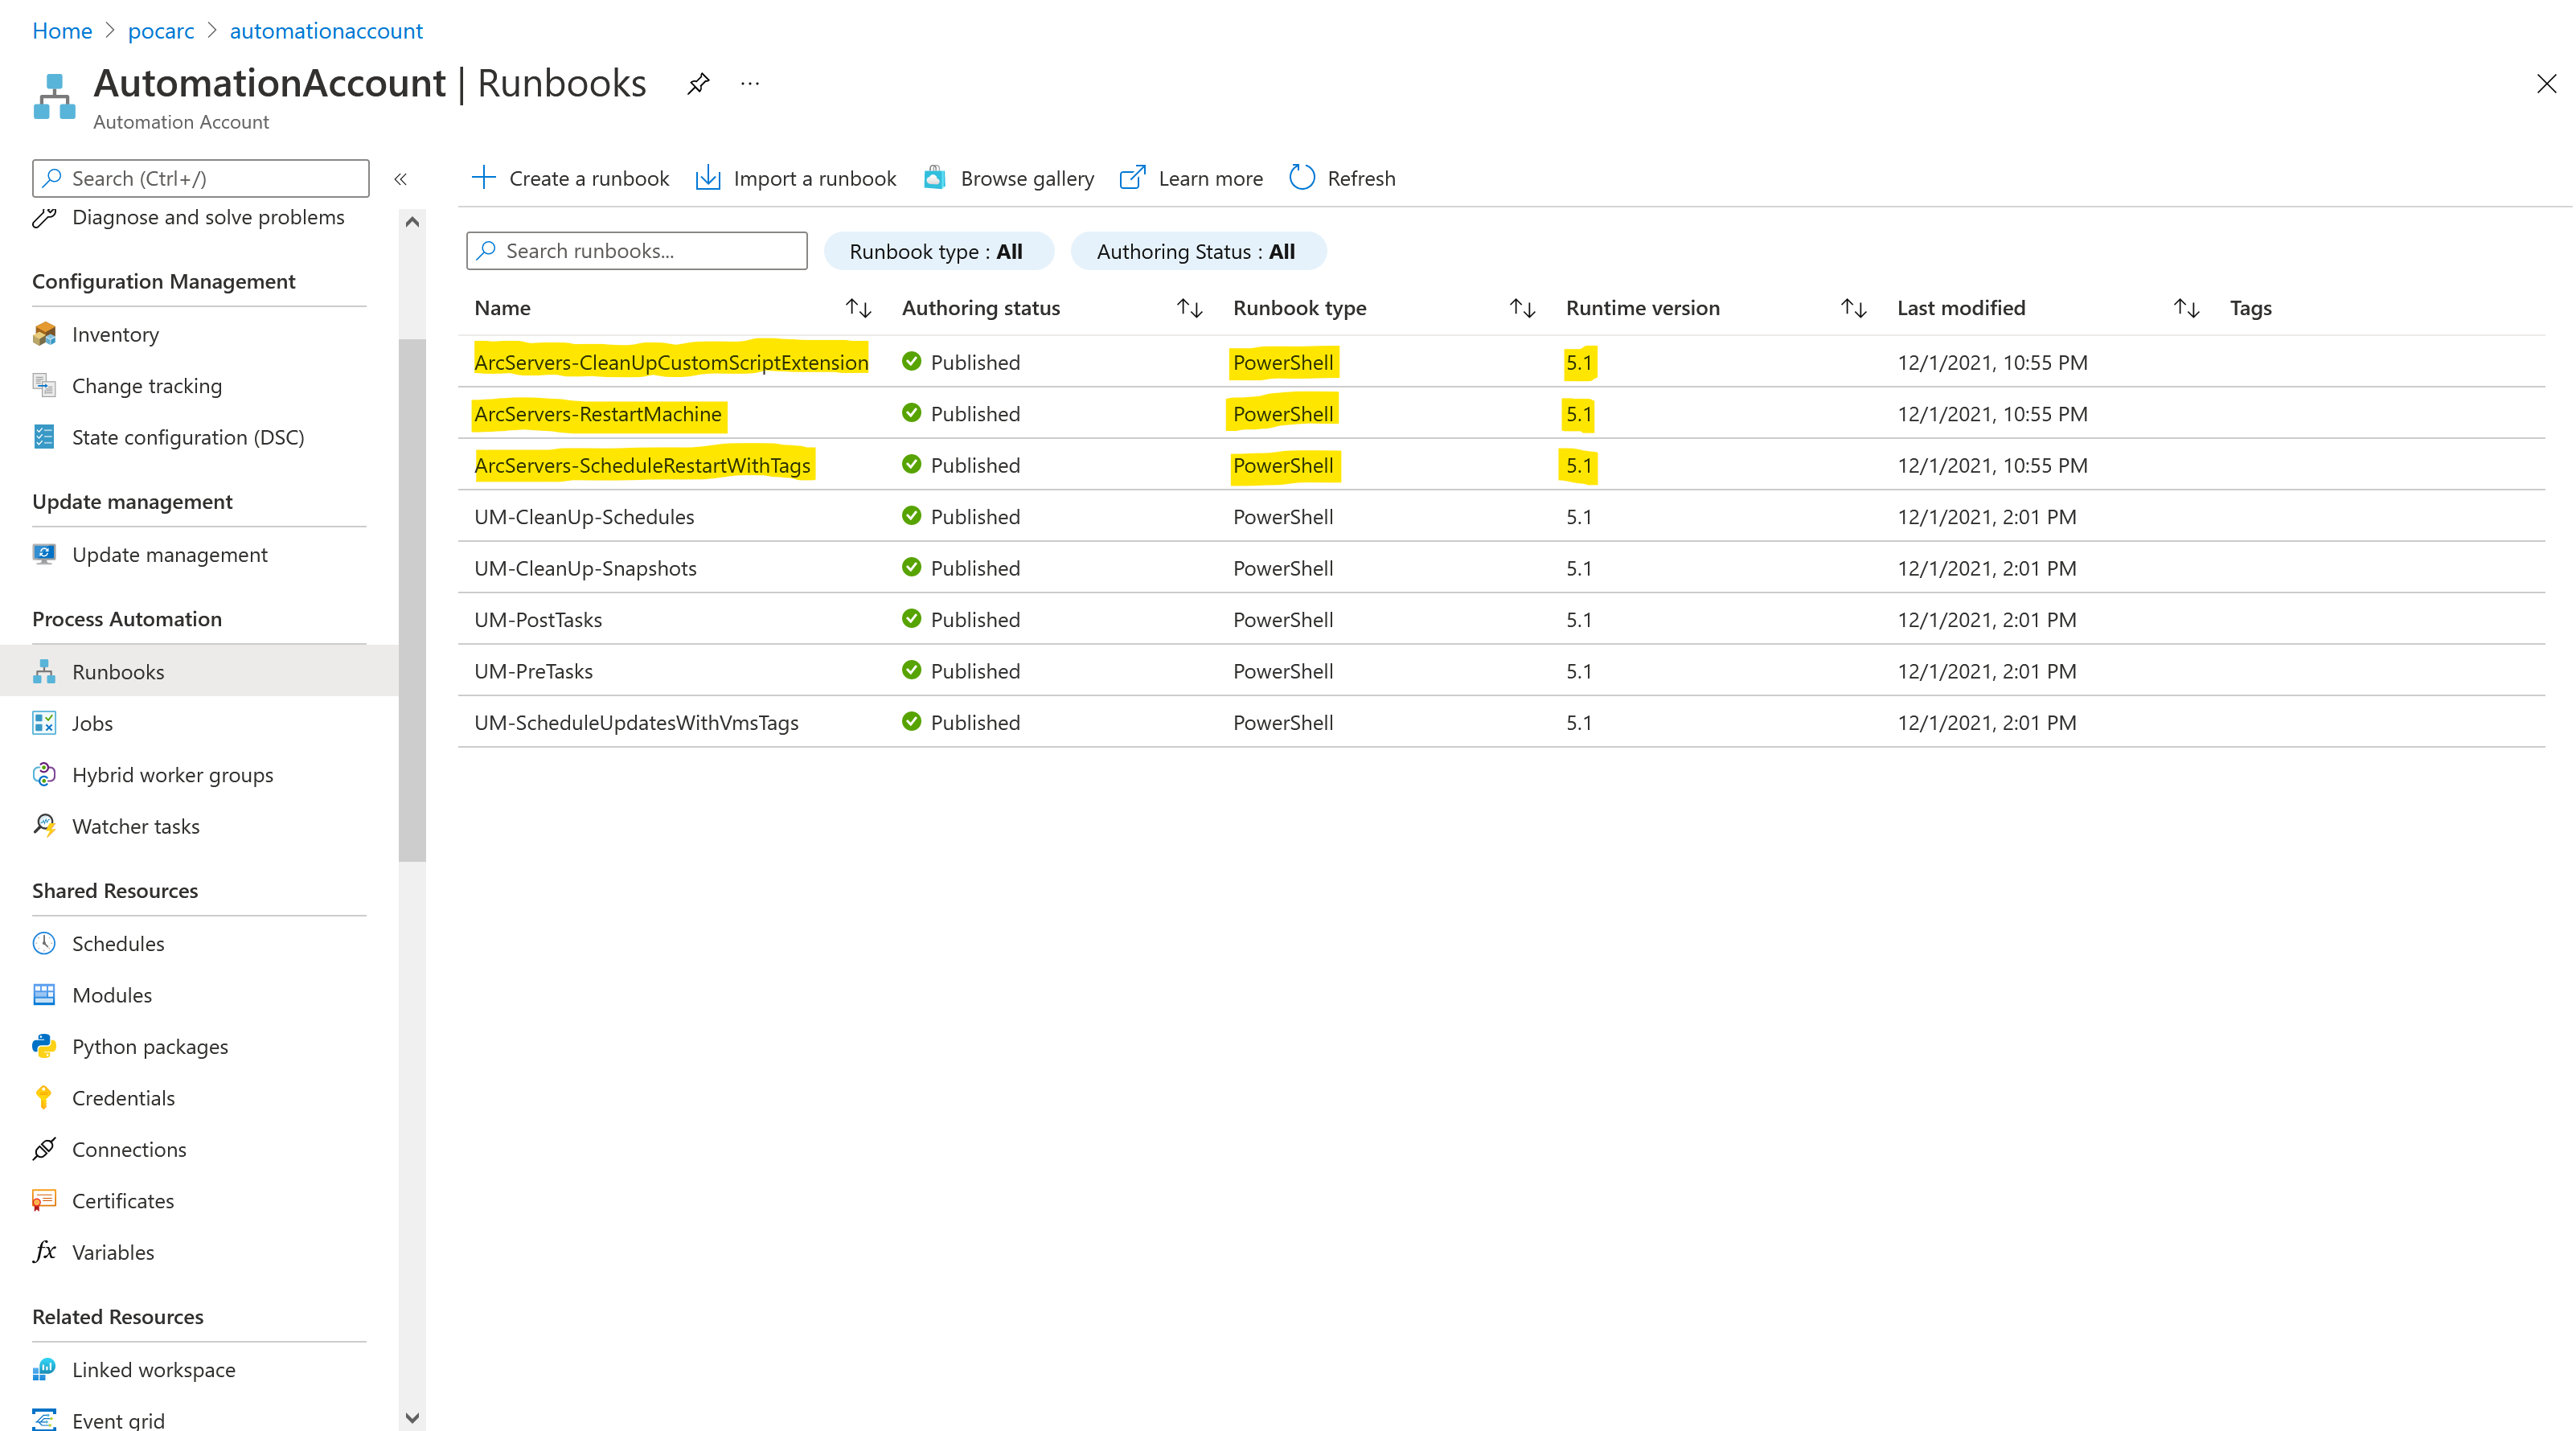 Home > pocarc > automationaccount
AutomationAccount | Runbooks ...
Automation Account
Search (Ctrl+/) «
Diagnose and solve problems
Configuration Management
Inventory
Change tracking
State configuration (DSC)
Update management
Update management
Process Automation
Runbooks
Jobs
Hybrid worker groups
Watcher tasks
Shared Resources
Schedules
Modules
Python packages
Credentials
Connections
Certificates
fx Variables
Related Resources
Linked workspace
Event grid
Create a runbook Import a runbook Browse gallery Learn more Refresh
Search runbooks... Runbook type : All Authoring Status : All
Name Authoring status Runbook type Runtime version Last modified Tags
ArcServers-CleanUpCustomScriptExtension Published PowerShell 5.1 12/1/2021, 10:55 PM
ArcServers-RestartMachine Published PowerShell 5.1 12/1/2021, 10:55 PM
ArcServers-ScheduleRestartWithTags Published PowerShell 5.1 12/1/2021, 10:55 PM
UM-CleanUp-Schedules Published PowerShell 5.1 12/1/2021, 2:01 PM
UM-CleanUp-Snapshots Published PowerShell 5.1 12/1/2021, 2:01 PM
UM-PostTasks Published PowerShell 5.1 12/1/2021, 2:01 PM
UM-PreTasks Published PowerShell 5.1 12/1/2021, 2:01 PM
UM-ScheduleUpdatesWithVmsTags Published PowerShell 5.1 12/1/2021, 2:01 PM